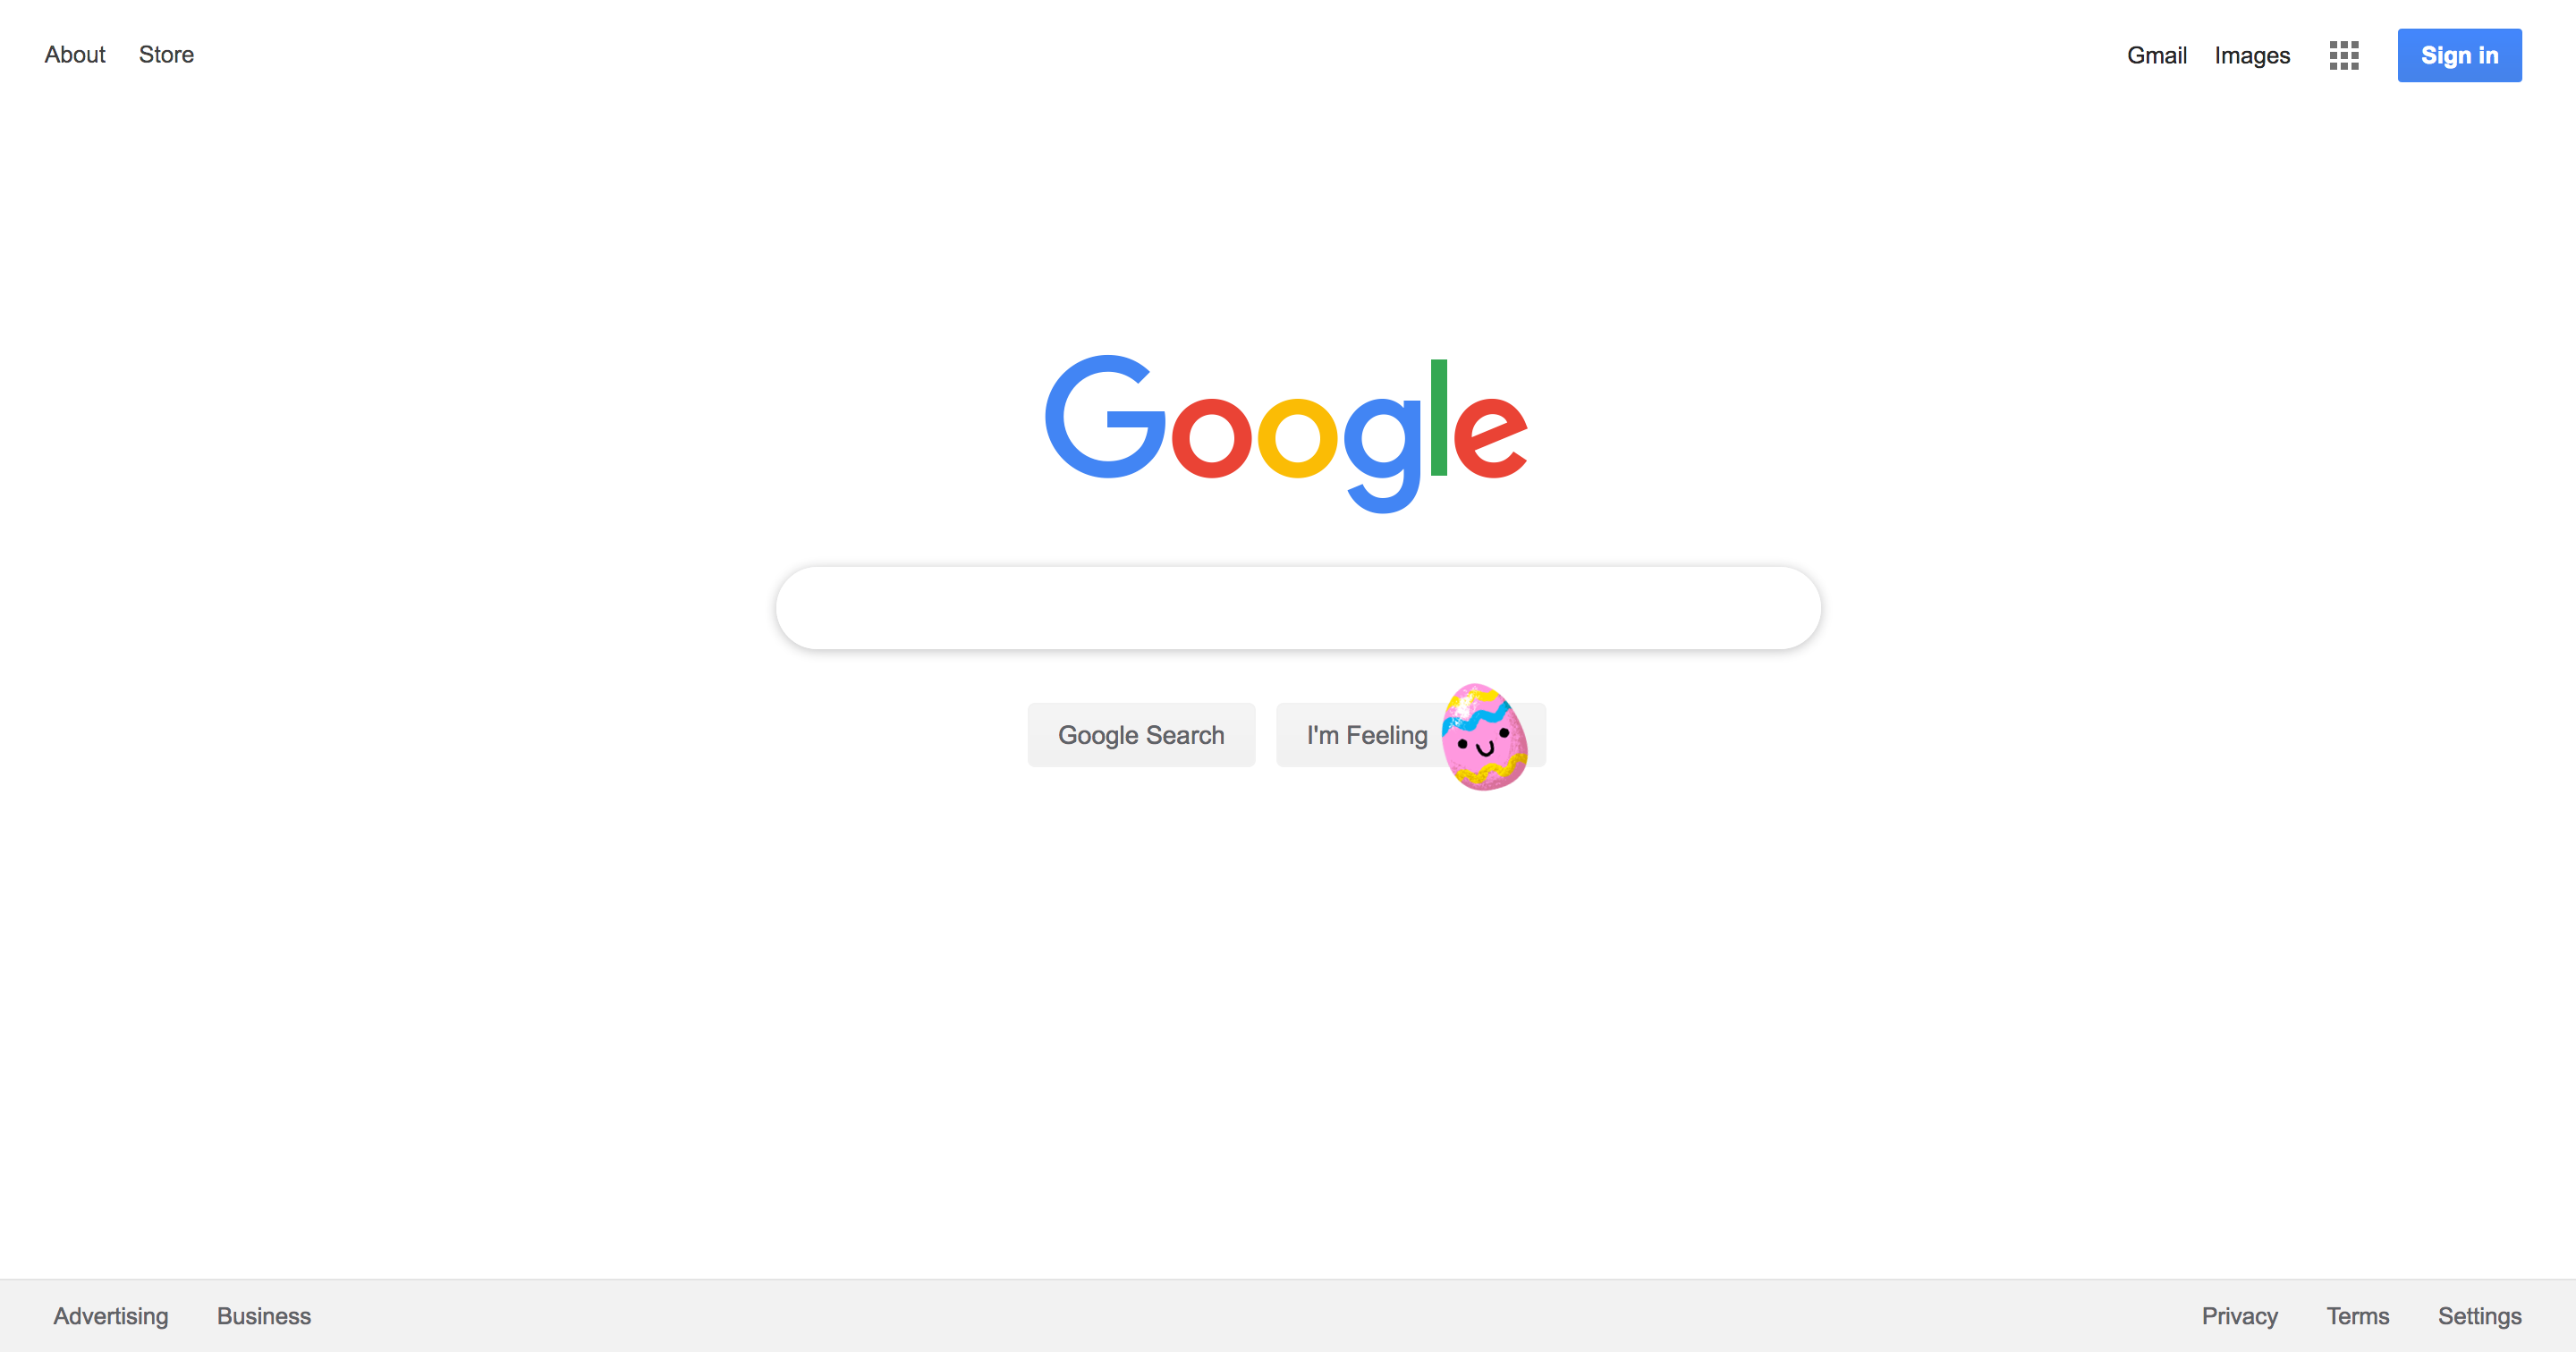 About Store
Gmail Images Sign in
Google
Google Search I'm Feeling
Advertising Business
Privacy Terms Settings